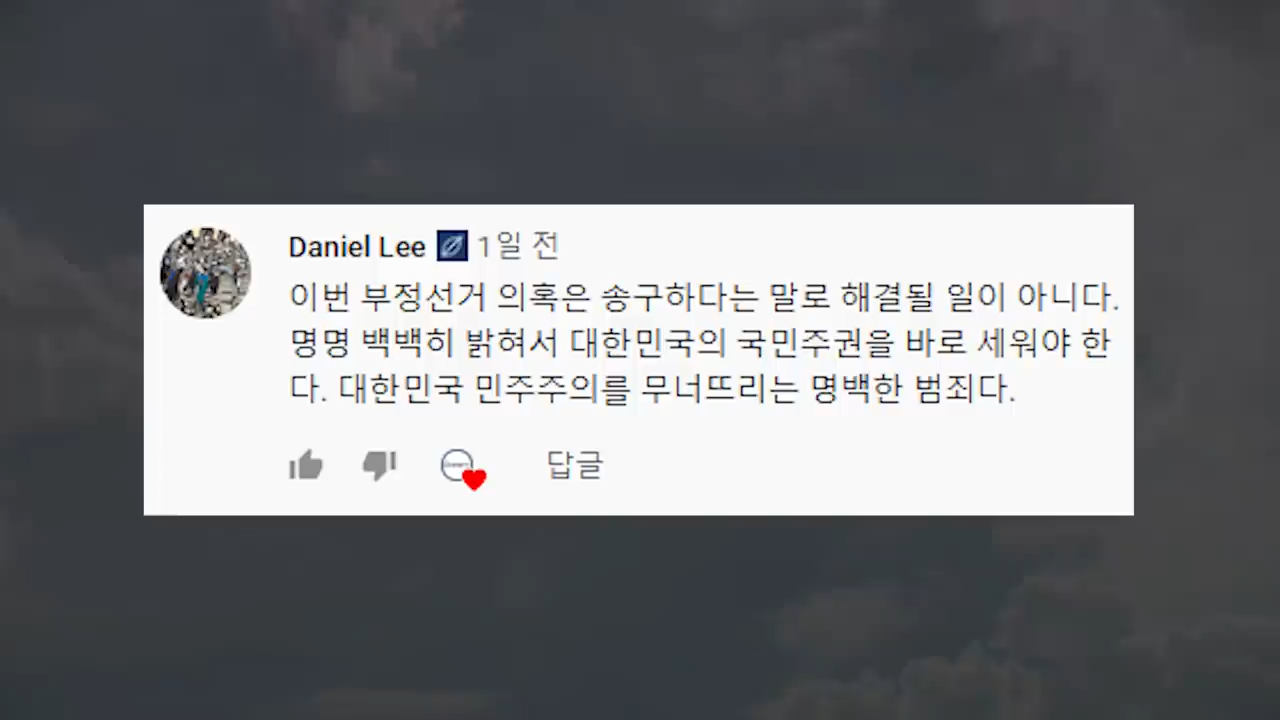 Daniel Lee 1일 전
이번 부정선거 의혹은 송구하다는 말로 해결될 일이 아니다.
명명 백백히 밝혀서 대한민국의 국민주권을 바로 세워야 한
다. 대한민국 민주주의를 무너뜨리는 명백한 범죄다.
답글